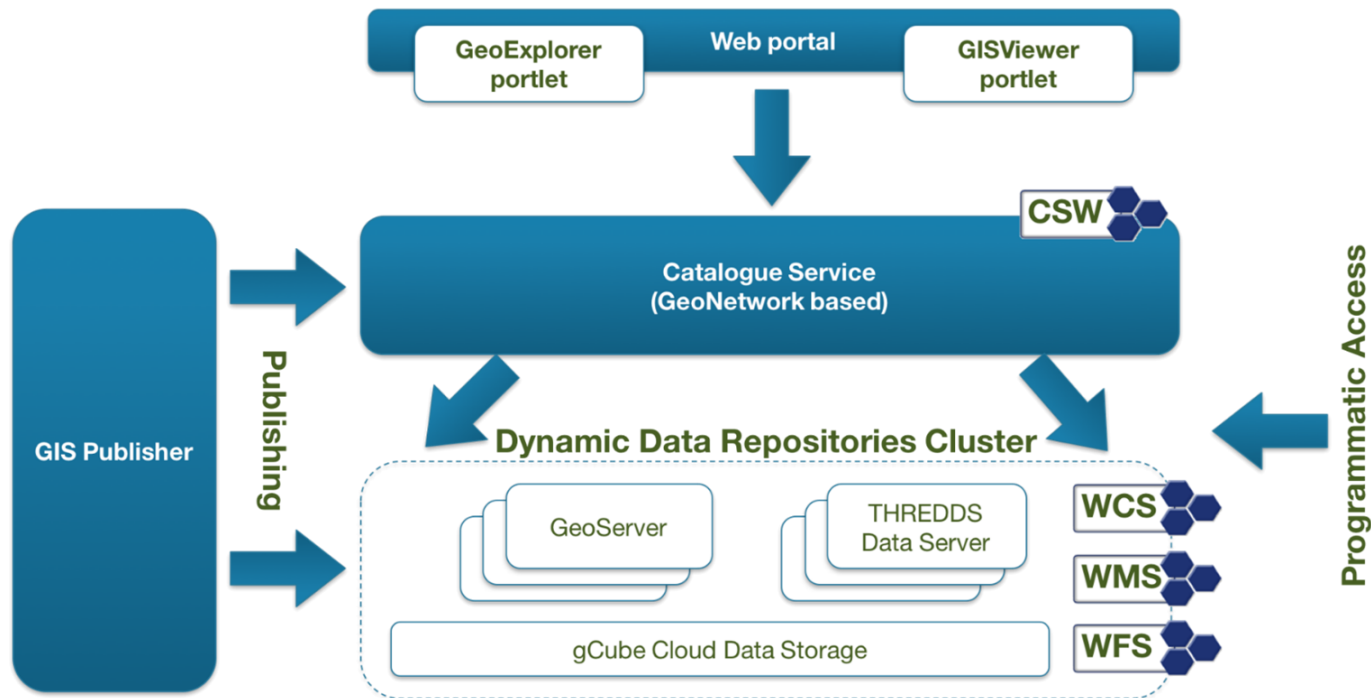 Web portal
GeoExplorer
portlet
GISViewer
portlet
CSW
Catalogue Service
(GeoNetwork based)
GIS Publisher
Publishing
Programmatic Access
Dynamic Data Repositories Cluster
GeoServer
THREDDS
Data Server
WCS
WMS
gCube Cloud Data Storage
WFS